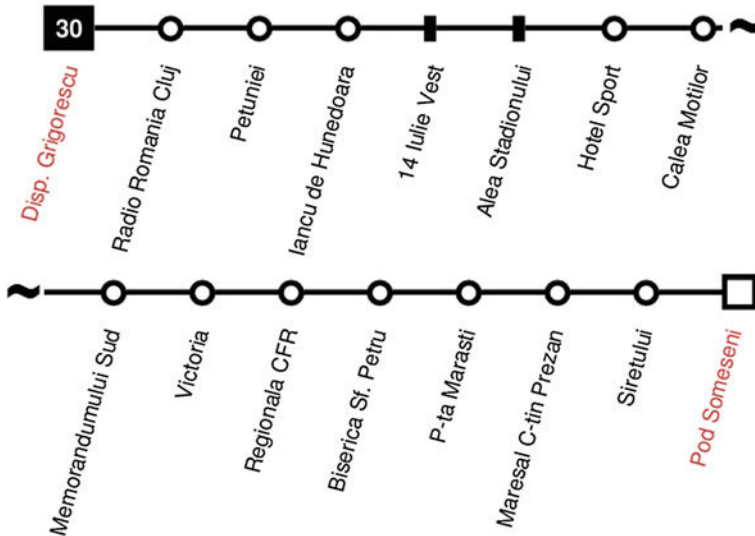 30
Disp. Grigorescu
Radio Romania Cluj
Petuniei
Iancu de Hunedoara
14 Iulie Vest
Alea Stadionului
Hotel Sport
Calea Motilor
~
~
Memorandumului Sud
Victoria
Regionala CFR
Biserica Sf. Petru
P-ta Marasti
Maresal C-tin Prezan
Siretului
Pod Someseni